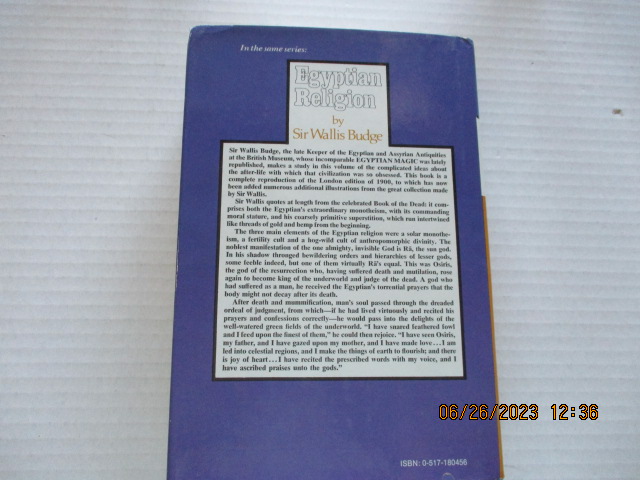 In the same series:
Egyptian
Religion
by
Sir Wallis Budge
Sir Wallis Budge, the late Keeper of the Egyptian and Assyrian Antiquities
at the British Museum, whose incomparable EGYPTIAN MAGIC was lately
republished, makes a study in this volume of the complicated ideas about
the after-life with which that civilization was so obsessed. This book is a
complete reproduction of the London edition of 1900, to which has now
been added numerous additional illustrations from the great collection made
by Sir Wallis.
Sir Wallis quotes at length from the celebrated Book of the Dead: it com-
prises both the Egyptian's extraordinary monotheism, with its commanding
moral stature, and his coarsely primitive superstition, which run intertwined
like threads of gold and hemp from the beginning.
The three main elements of the Egyptian religion were a solar monothe-
ism, a fertility cult and a hog-wild cult of anthropomorphic divinity. The
noblest manifestation of the one almighty, invisible God is Râ, the sun god.
In his shadow thronged bewildering orders and hierarchies of lesser gods,
some feeble indeed, but one of them virtually Râ's equal. This was Osiris,
the god of the resurrection who, having suffered death and mutilation, rose
again to become king of the underworld and judge of the dead. A god who
had suffered as a man, he received the Egyptian's torrential prayers that the
body might not decay after its death.
After death and mummification, man's soul passed through the dreaded
ordeal of judgment, from which—if he had lived virtuously and recited his
prayers and confessions correctly—he would pass into the delights of the
well-watered green fields of the underworld. "I have snared feathered fowl
and I feed upon the finest of them," he could then rejoice. "I have seen Osiris,
my father, and I have gazed upon my mother, and I have made love...I am
led into celestial regions, and I make the things of earth to flourish; and there
is joy of heart...I have recited the prescribed words with my voice, and I
have ascribed praises unto the gods."
ISBN: 0-517-180456
06/26/2023 12:36